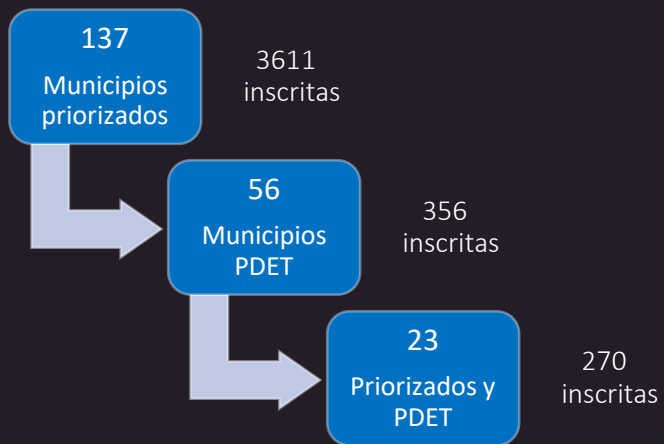 137
Municipios
priorizados
3611
inscritas
56
Municipios
PDET
356
inscritas
23
Priorizados y
PDET
270
inscritas